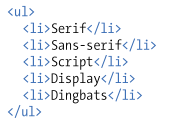 <ul>
<li>Serif</li>
<li>Sans-serif</li>
<li>Script</li>
<li>Display</li>
<li>Dingbats</li>
</ul>